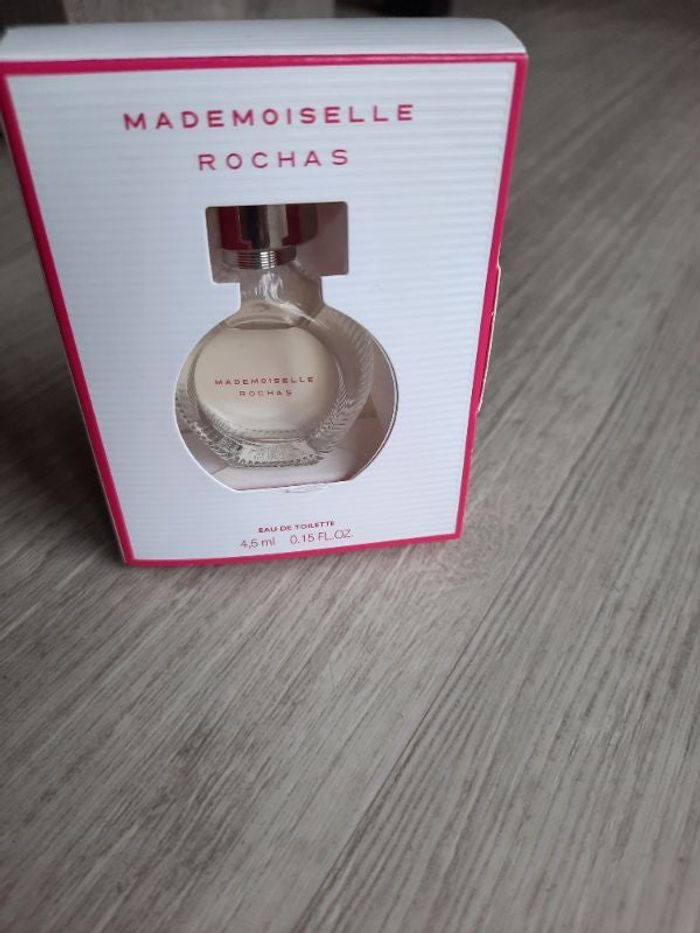 MADEMOISELLE
ROCHAS
MADEMOISELLE
ROCHAS
EAU DE TOILETTE
4,5 ml 0.15 FL.OZ.